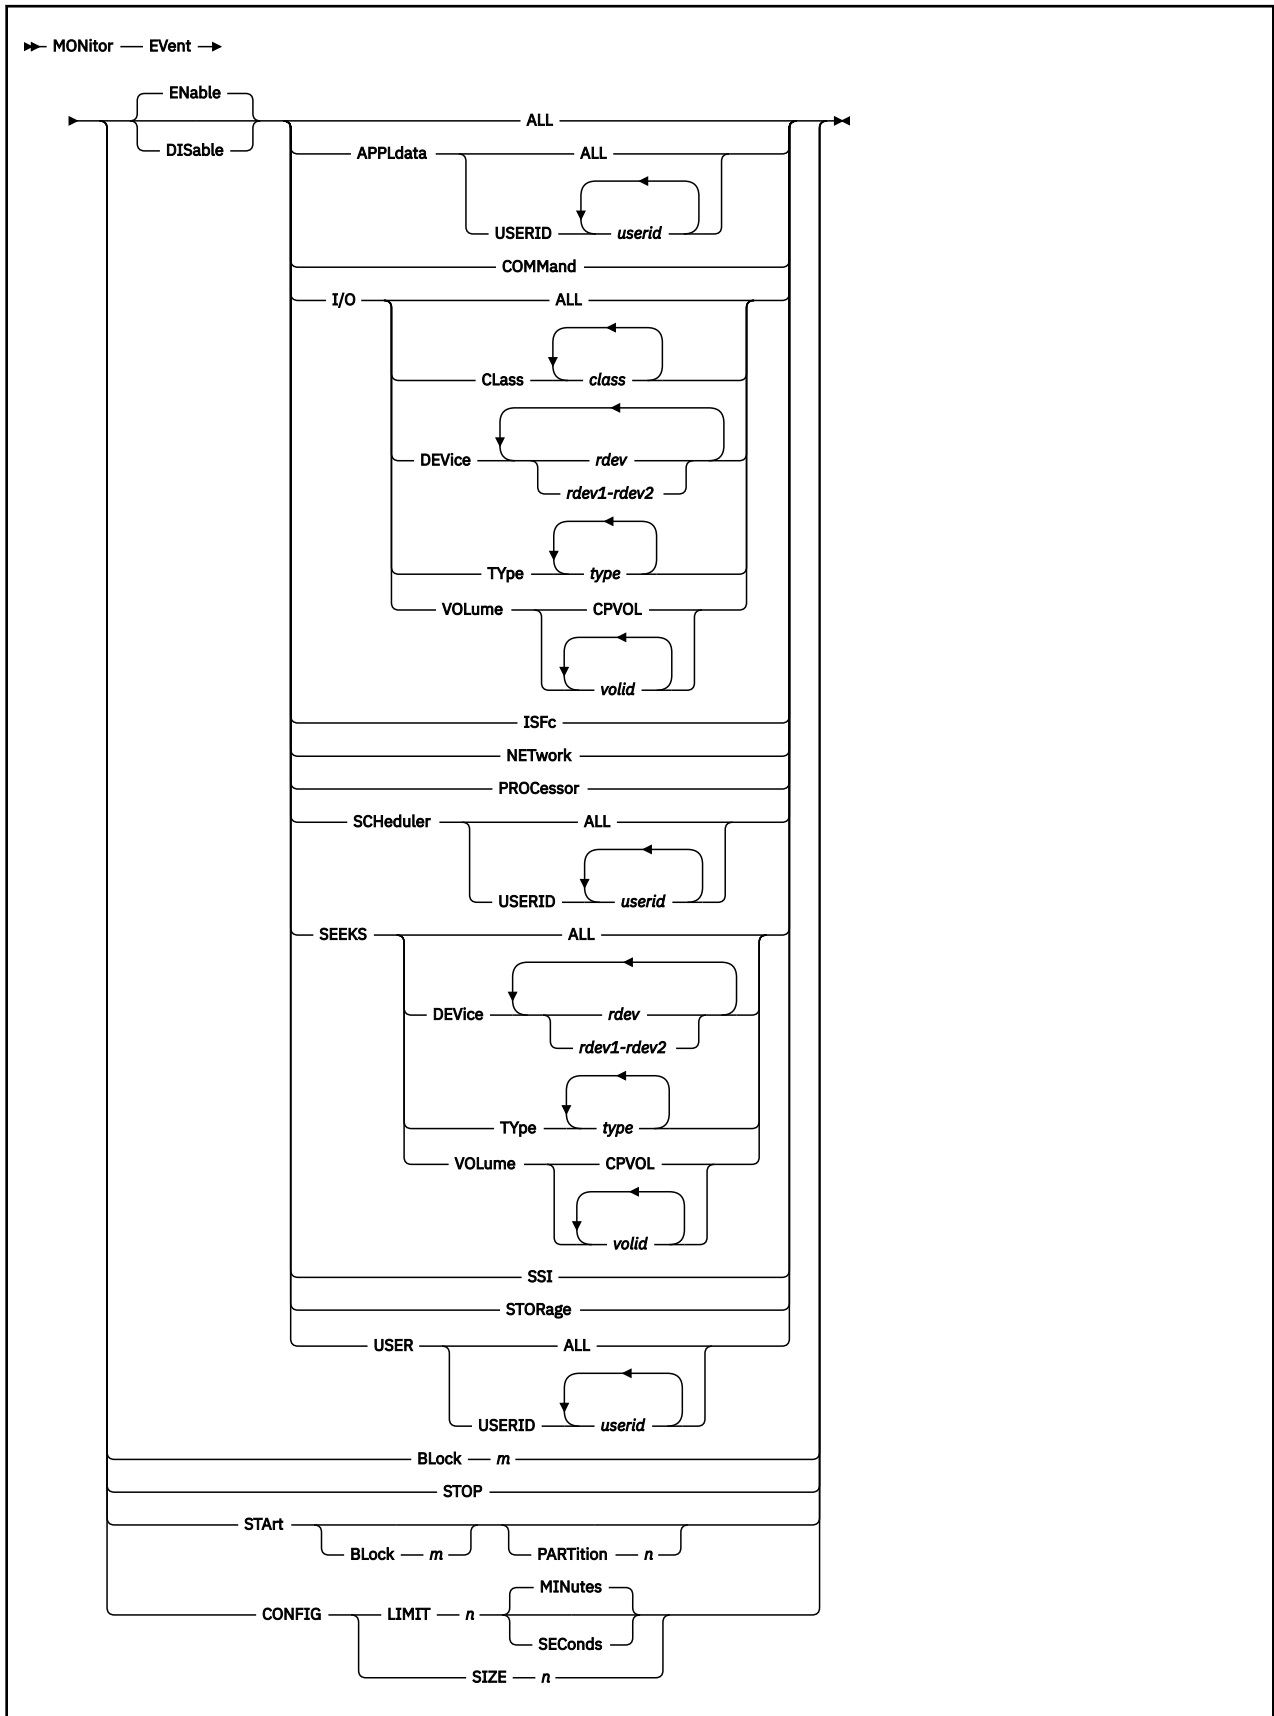 MONitor EVent
ENable
ALL
DISable
APPLdata ALL
USERID userid
COMMand
I/O ALL
CLass class
DEVice rdev
rdev1-rdev2
TYpe type
VOLume CPVOL
volid
ISFc
NETwork
PROCessor
SCHeduler ALL
USERID userid
SEEKS ALL
DEVice rdev
rdev1-rdev2
TYpe type
VOLume CPVOL
volid
SSI
STORage
USER ALL
USERID userid
BLock m
STOP
STArt
BLock m PARTition n
MINutes
CONFIG LIMIT n
SEConds
SIZE n